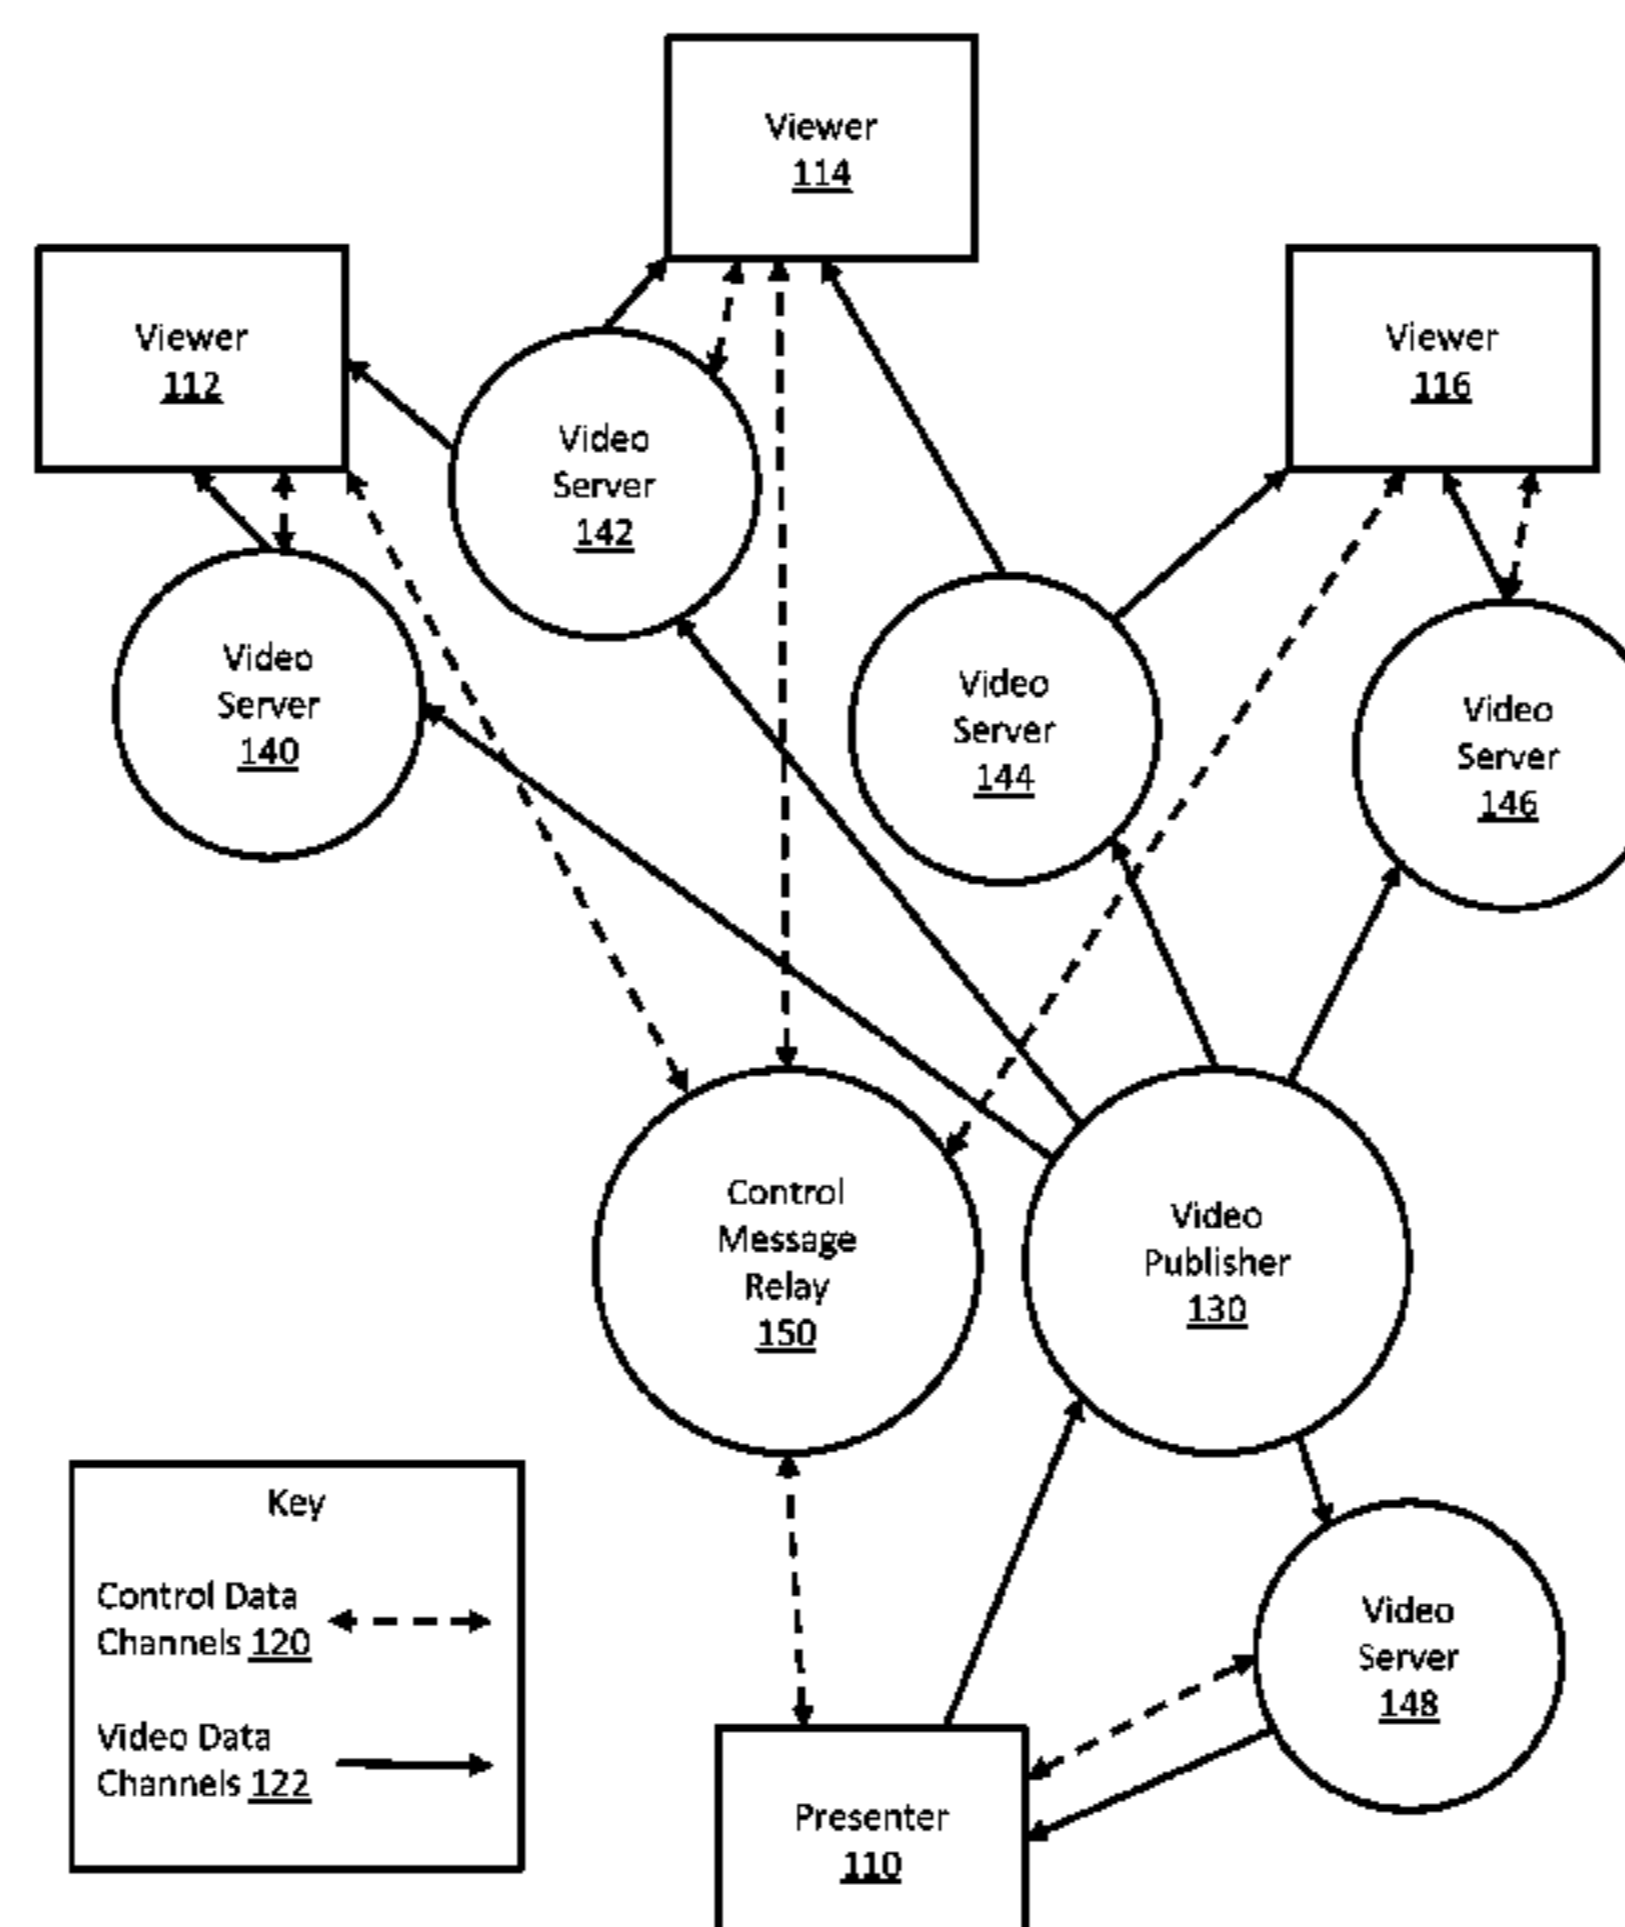 Viewer
114
Viewer
112
Viewer
116
Video
Server
142
Video
Server
140
Video
Server
144
Video
Server
146
Control
Message
Relay
150
Video
Publisher
130
Key
Control Data
Channels 120
Video Data
Channels 122
Video
Server
148
Presenter
110